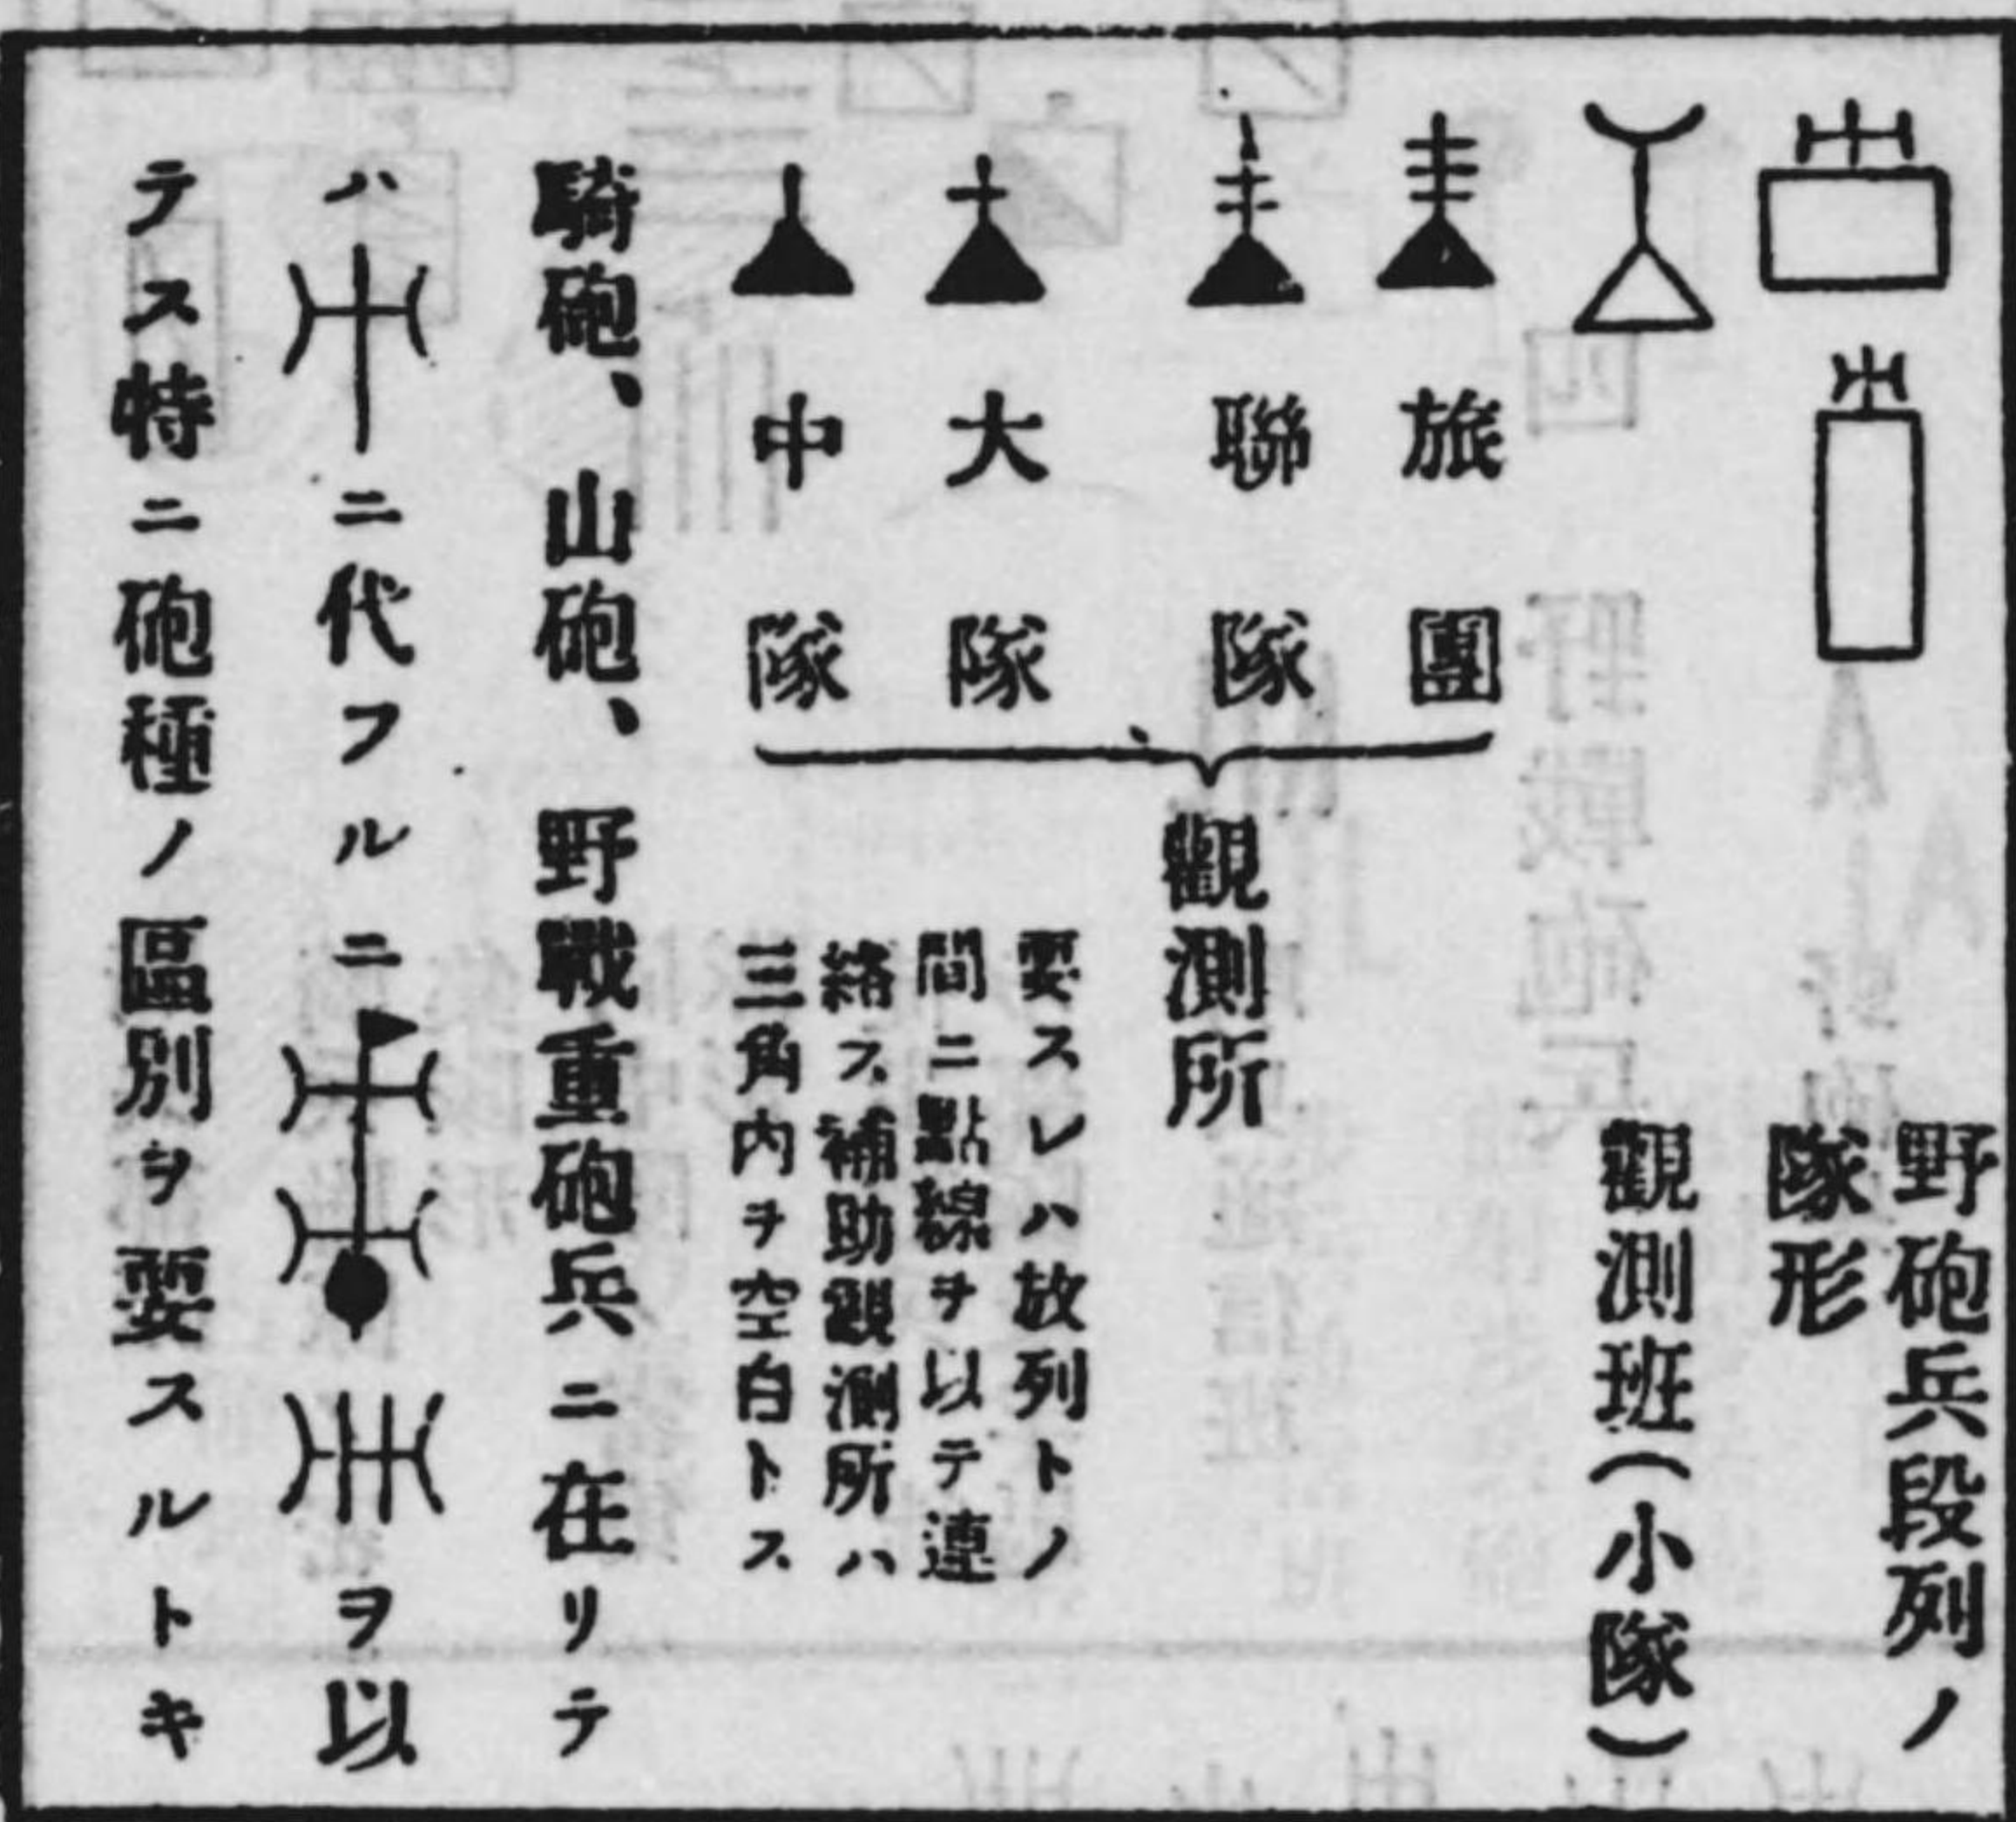 野砲兵段列ノ
隊形
觀測班(小隊)
旅團
聯隊
大隊
中隊
觀測所
要スレハ放列トノ
間ニ點線ヲ以テ連
絡ス補助觀測所ハ
三角内ヲ空白トス
騎砲、山砲、野戰重砲兵ニ在リテ
ハ ニ代フルニ ヲ以
テス特ニ砲種ノ區別ヲ要スルトキ